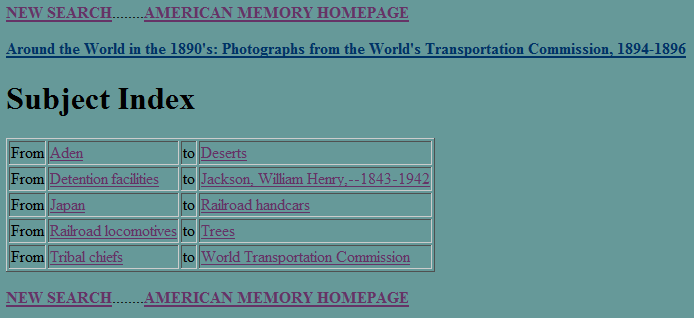 NEW SEARCH........AMERICAN MEMORY HOMEPAGE
Around the World in the 1890's: Photographs from the World's Transportation Commission, 1894-1896
Subject Index
From Aden to Deserts
From Detention facilities to Jackson, William Henry,--1843-1942
From Japan to Railroad handcars
From Railroad locomotives to Trees
From Tribal chiefs to World Transportation Commission
NEW SEARCH........AMERICAN MEMORY HOMEPAGE